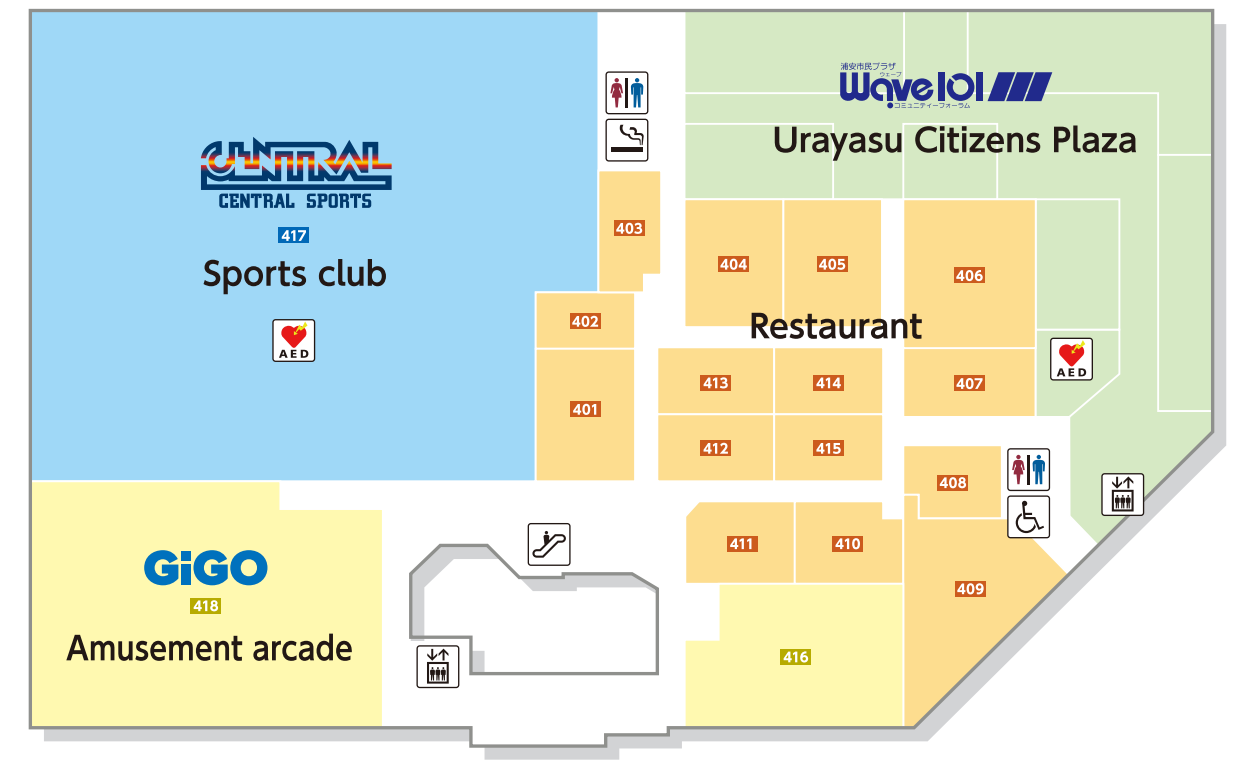 浦安市民プラザ
ウェーブ
Wave101
●コミュニティーフォーラム
Urayasu Citizens Plaza
CENTRAL
CENTRAL SPORTS
417
Sports club
AED
403
404
405
406
402
Restaurant
401
413
414
407
AED
412
415
408
411
410
409
GiGO
418
Amusement arcade
416